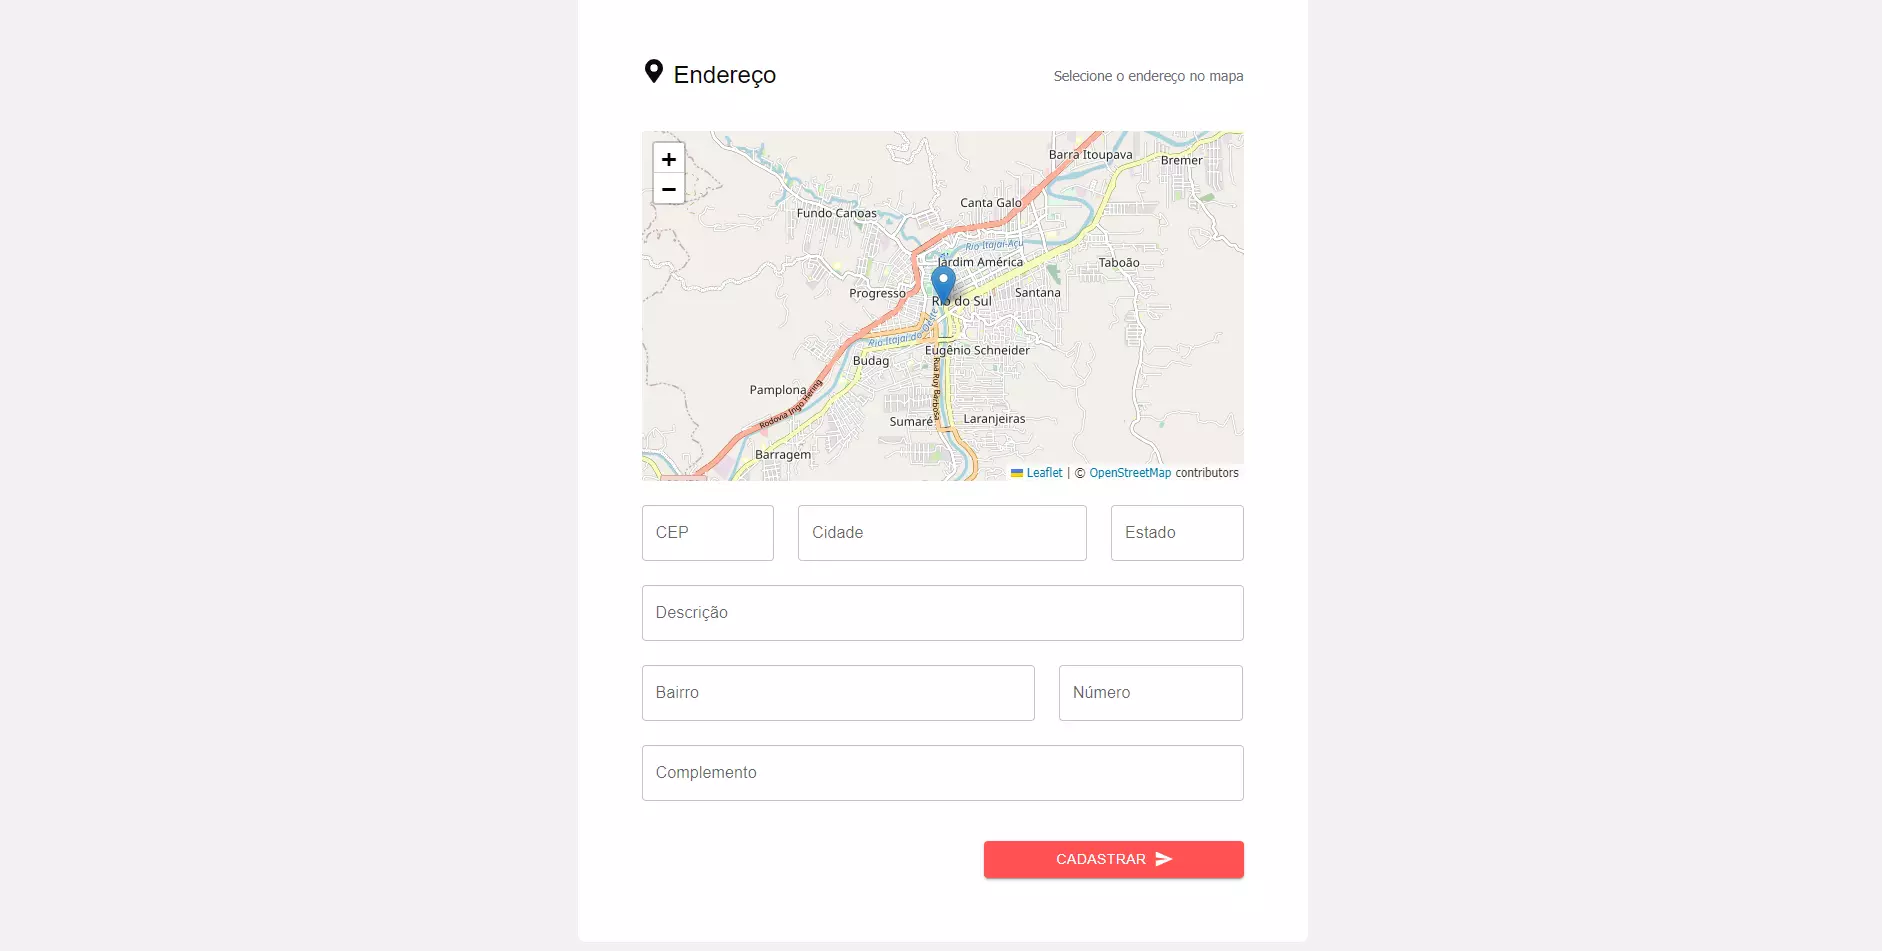 Endereço
Selecione o endereço no mapa
+
−
Barra Itoupava
Bremer
Canta Galo
Fundo Canoas
Rio Itajaí-Açu
Jardim América
Taboão
Progresso
Santana
Rio do Sul
Rio Itajaí do Oeste
Eugênio Schneider
Budag
Rua Ruy Barbosa
Pamplona
Rodovia Ingo Hering
Sumaré
Laranjeiras
Barragem
Leaflet | © OpenStreetMap contributors
CEP
Cidade
Estado
Descrição
Bairro
Número
Complemento
CADASTRAR